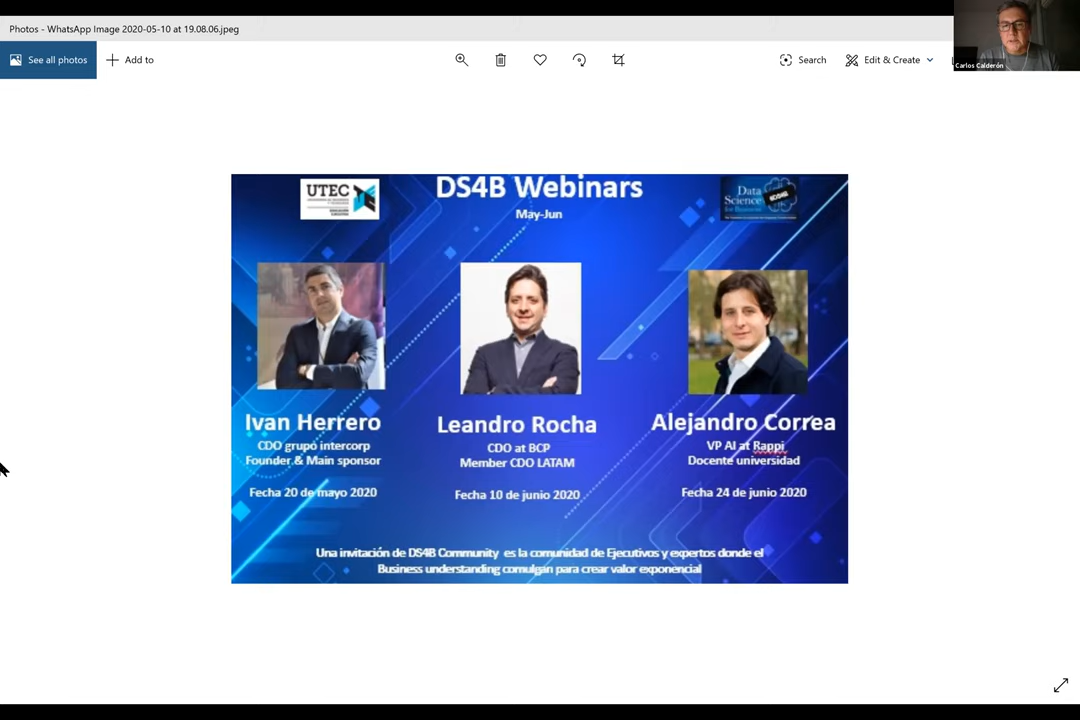 Photos - WhatsApp Image 2020-05-10 at 19.08.06.jpeg
See all photos
Add to
Search
Edit & Create
Carlos Calderón
UTEC
DS4B Webinars
May-Jun
Data
Science
for Business
Ivan Herrero
CDO grupo intercorp
Founder & Main sponsor
Fecha 20 de mayo 2020
Leandro Rocha
CDO at BCP
Member CDO LATAM
Fecha 10 de junio 2020
Alejandro Correa
VP AI at Rappi
Docente universidad
Fecha 24 de junio 2020
Una invitación de DS4B Community es la comunidad de Ejecutivos y expertos donde el
Business understanding comulgan para crear valor exponencial